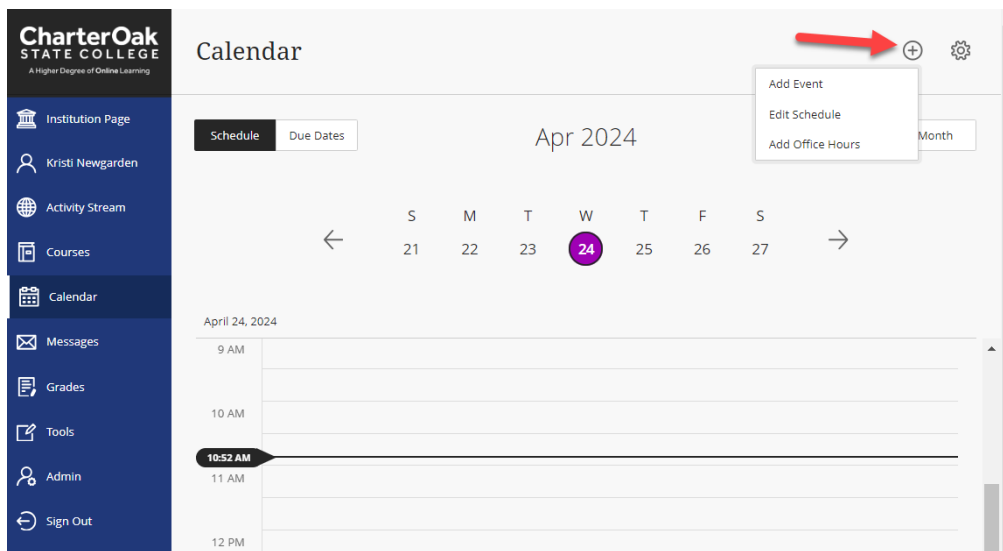 CharterOak
STATE COLLEGE
A Higher Degree of Online Learning
Institution Page
Kristi Newgarden
Activity Stream
Courses
Calendar
Messages
Grades
Tools
Admin
Sign Out
Calendar
Add Event
Edit Schedule
Add Office Hours
Schedule Due Dates
Apr 2024
Month
S M T W T F S
21 22 23 24 25 26 27
April 24, 2024
9 AM
10 AM
10:52 AM
11 AM
12 PM